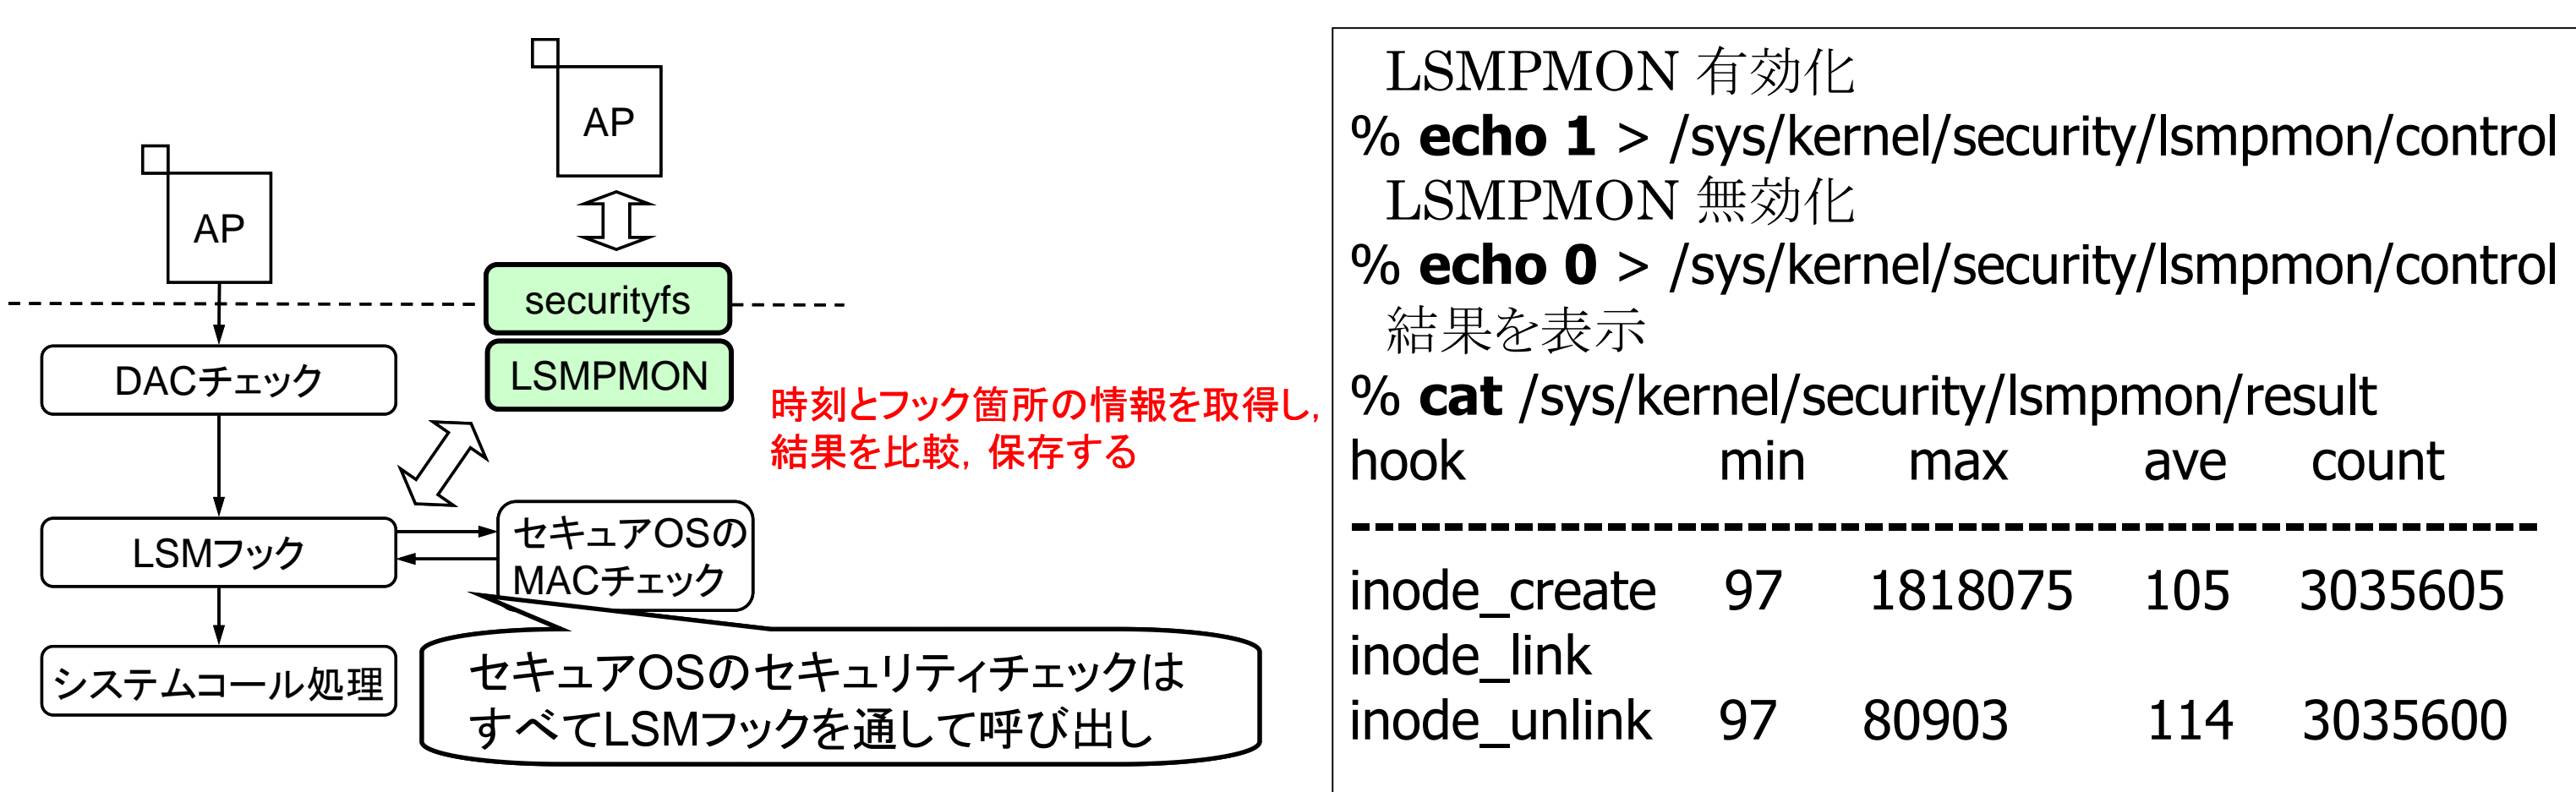 AP
AP
securityfs
LSMPMON
DACチェック
時刻とフック箇所の情報を取得し,
結果を比較, 保存する
LSMフック
セキュアOSの
MACチェック
システムコール処理
セキュアOSのセキュリティチェックは
すべてLSMフックを通して呼び出し
LSMPMON 有効化
% echo 1 > /sys/kernel/security/lsmpmon/control
LSMPMON 無効化
% echo 0 > /sys/kernel/security/lsmpmon/control
結果を表示
% cat /sys/kernel/security/lsmpmon/result
hook min max ave count
------------------------------------------------
inode_create 97 1818075 105 3035605
inode_link
inode_unlink 97 80903 114 3035600